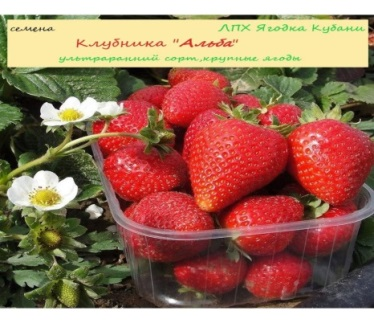 семена
ЛПХ Ягодка Кубани
Клубника "Альба"
ультраранний сорт,крупные ягоды